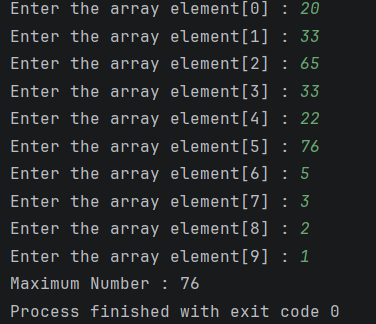 Enter the array element[0] : 20
Enter the array element[1] : 33
Enter the array element[2] : 65
Enter the array element[3] : 33
Enter the array element[4] : 22
Enter the array element[5] : 76
Enter the array element[6] : 5
Enter the array element[7] : 3
Enter the array element[8] : 2
Enter the array element[9] : 1
Maximum Number : 76
Process finished with exit code 0